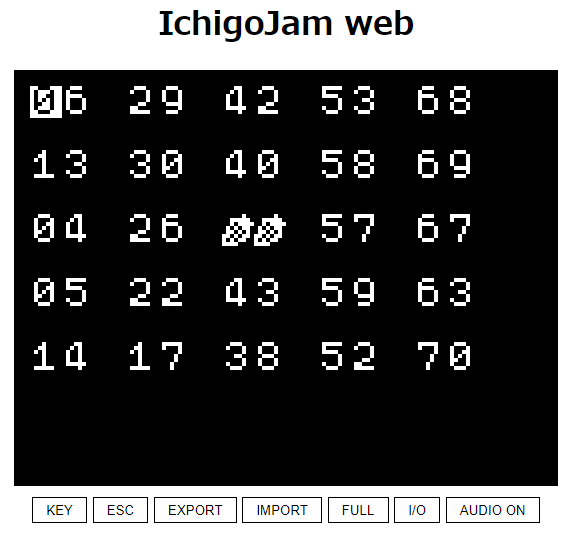 IchigoJam web
06 29 42 53 68
13 30 40 58 69
04 26 57 67
05 22 43 59 63
14 17 38 52 70
KEY ESC EXPORT IMPORT FULL I/O AUDIO ON